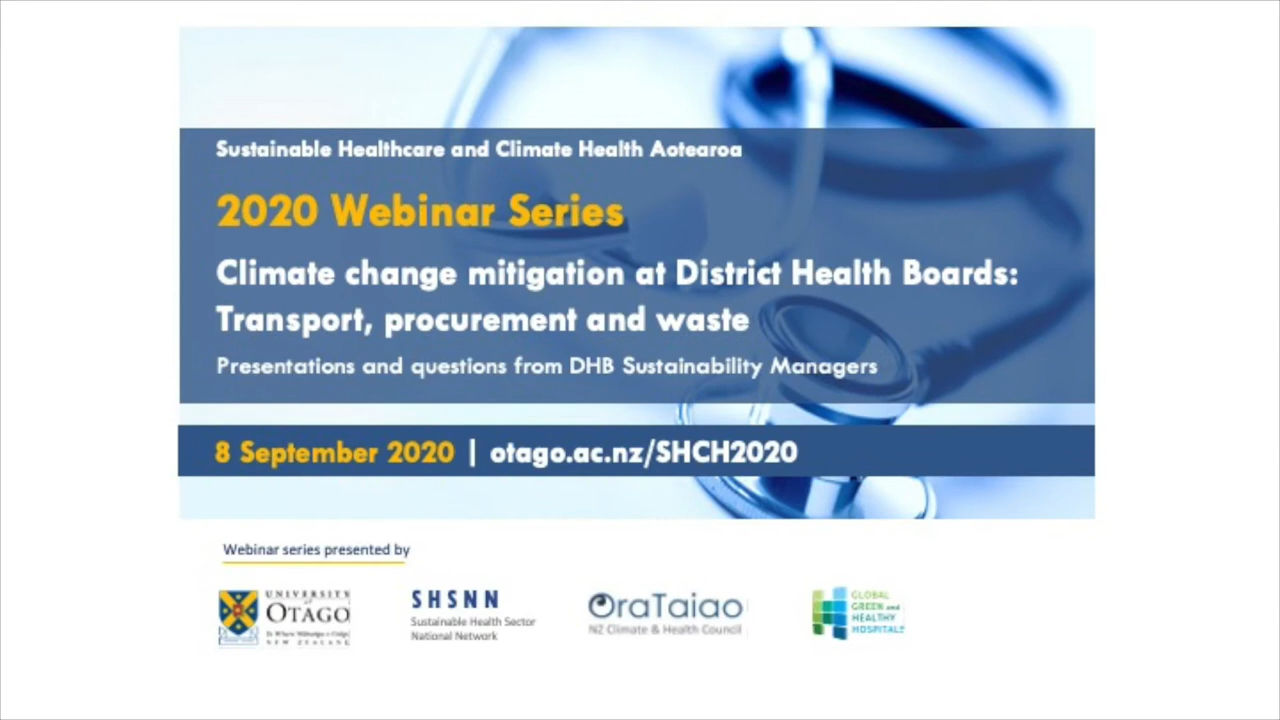 Sustainable Healthcare and Climate Health Aotearoa
2020 Webinar Series
Climate change mitigation at District Health Boards:
Transport, procurement and waste
Presentations and questions from DHB Sustainability Managers
8 September 2020 | otago.ac.nz/SHCH2020
Webinar series presented by
UNIVERSITY
of
OTAGO
NEW ZEALAND
SHSNN
Sustainable Health Sector
National Network
OraTaiao
NZ Climate & Health Council
GLOBAL
GREEN and
HEALTHY
HOSPITALS